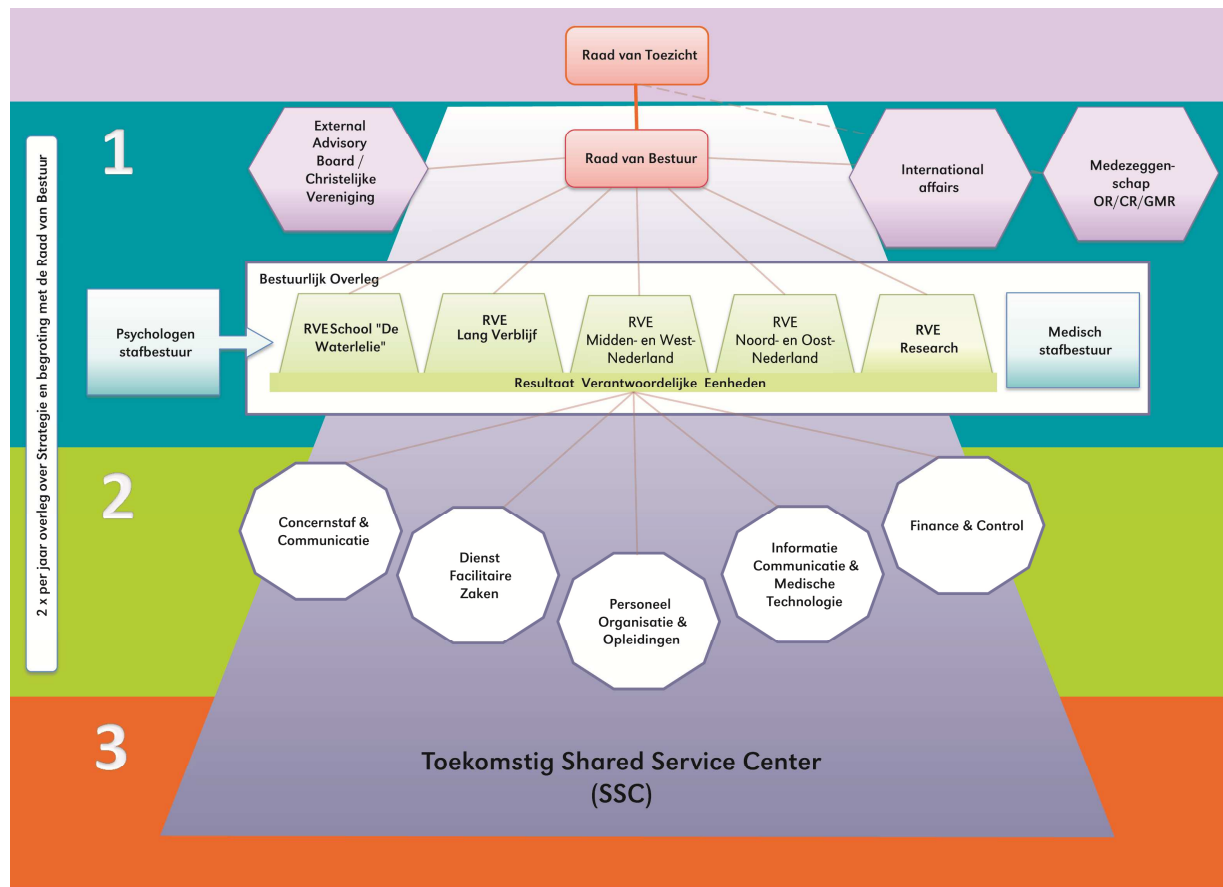 Raad van Toezicht
1
External
Advisory
Board /
Christelijke
Vereniging
Raad van Bestuur
International
affairs
Medezeggen-
schap
OR/CR/GMR
2 x per jaar overleg over Strategie en begroting met de Raad van Bestuur
Bestuurlijk Overleg
Psychologen
stafbestuur
RVE School "De
Waterlelie"
RVE
Lang Verblijf
RVE
Midden- en West-
Nederland
RVE
Noord- en Oost-
Nederland
RVE
Research
Medisch
stafbestuur
Resultaat Verantwoordelijke Eenheden
2
Concernstaf &
Communicatie
Dienst
Facilitaire
Zaken
Personeel
Organisatie &
Opleidingen
Informatie
Communicatie &
Medische
Technologie
Finance & Control
3
Toekomstig Shared Service Center
(SSC)